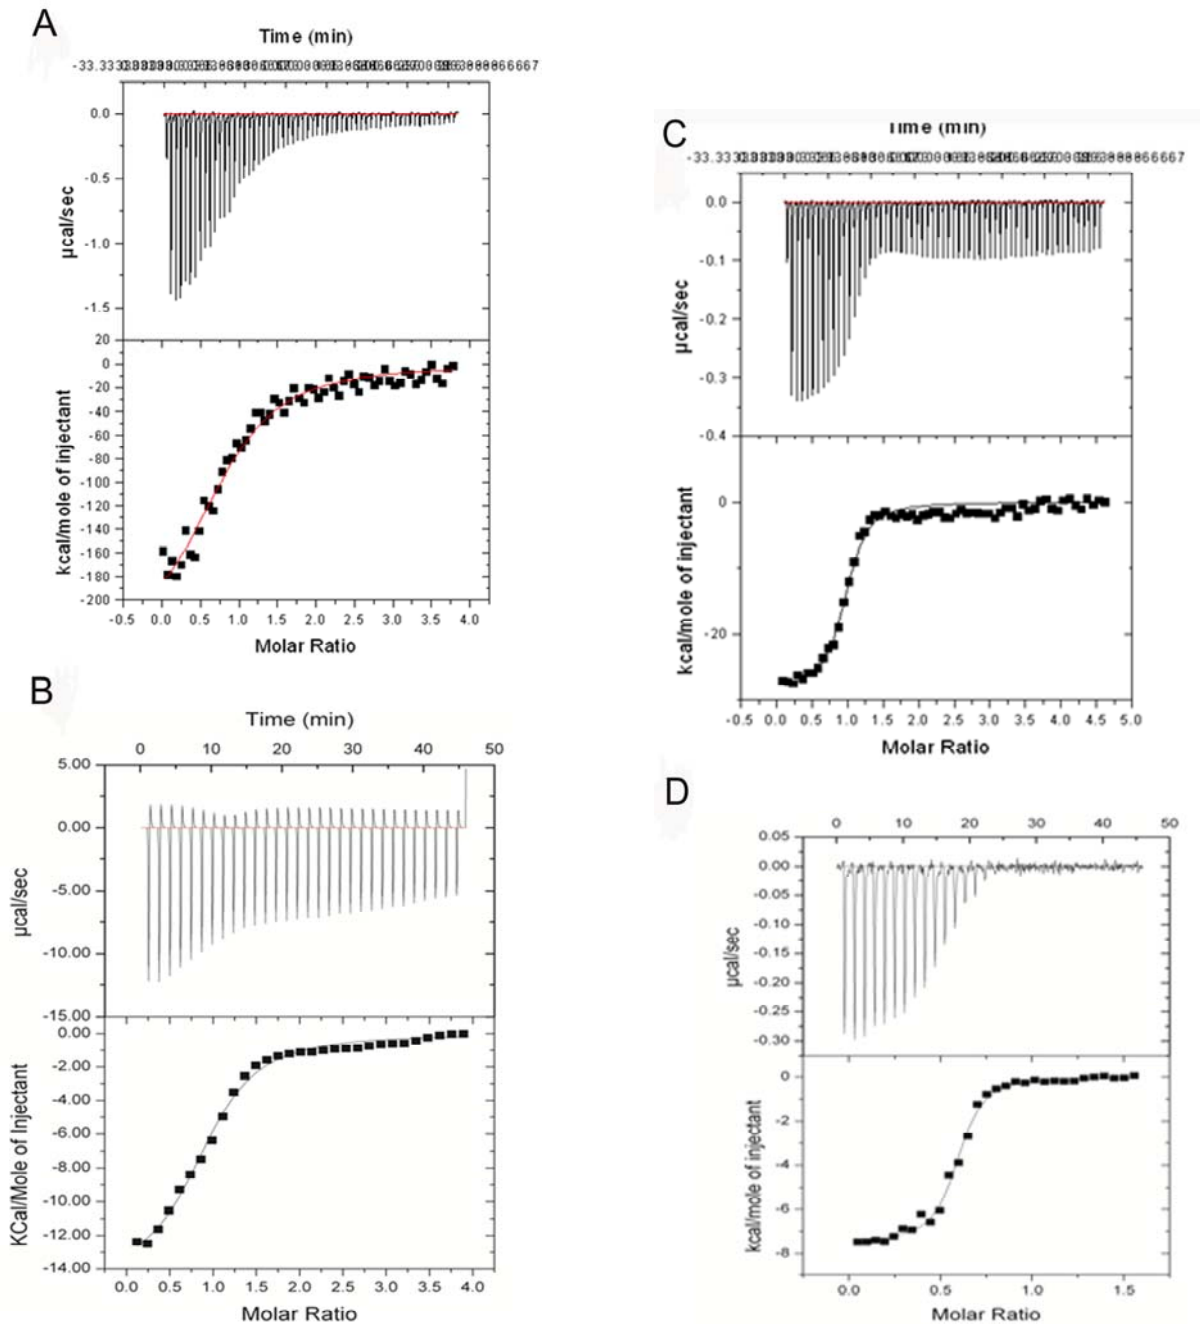 A
Time (min)
0.0
-0.5
-1.0
-1.5
µcal/sec
20
0
-20
-40
-60
-80
-100
-120
-140
-160
-180
-200
kcal/mole of injectant
-0.5 0.0 0.5 1.0 1.5 2.0 2.5 3.0 3.5 4.0
Molar Ratio
B
Time (min)
0 10 20 30 40 50
5.00
0.00
-5.00
-10.00
-15.00
µcal/sec
0.00
-2.00
-4.00
-6.00
-8.00
-10.00
-12.00
-14.00
KCal/Mole of Injectant
0.0 0.5 1.0 1.5 2.0 2.5 3.0 3.5 4.0
Molar Ratio
C
Time (min)
0.0
-0.1
-0.2
-0.3
-0.4
µcal/sec
0
-20
kcal/mole of injectant
-0.5 0.0 0.5 1.0 1.5 2.0 2.5 3.0 3.5 4.0 4.5 5.0
Molar Ratio
D
0 10 20 30 40 50
0.05
0.00
-0.05
-0.10
-0.15
-0.20
-0.25
-0.30
µcal/sec
0
-2
-4
-6
-8
kcal/mole of injectant
0.0 0.5 1.0 1.5
Molar Ratio